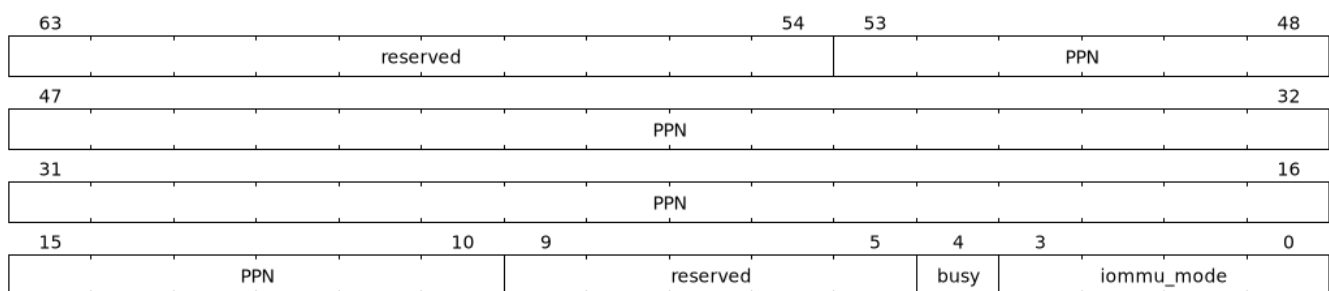 63 54 53 48
reserved PPN
47 32
PPN
31 16
PPN
15 10 9 5 4 3 0
PPN reserved busy iommu_mode